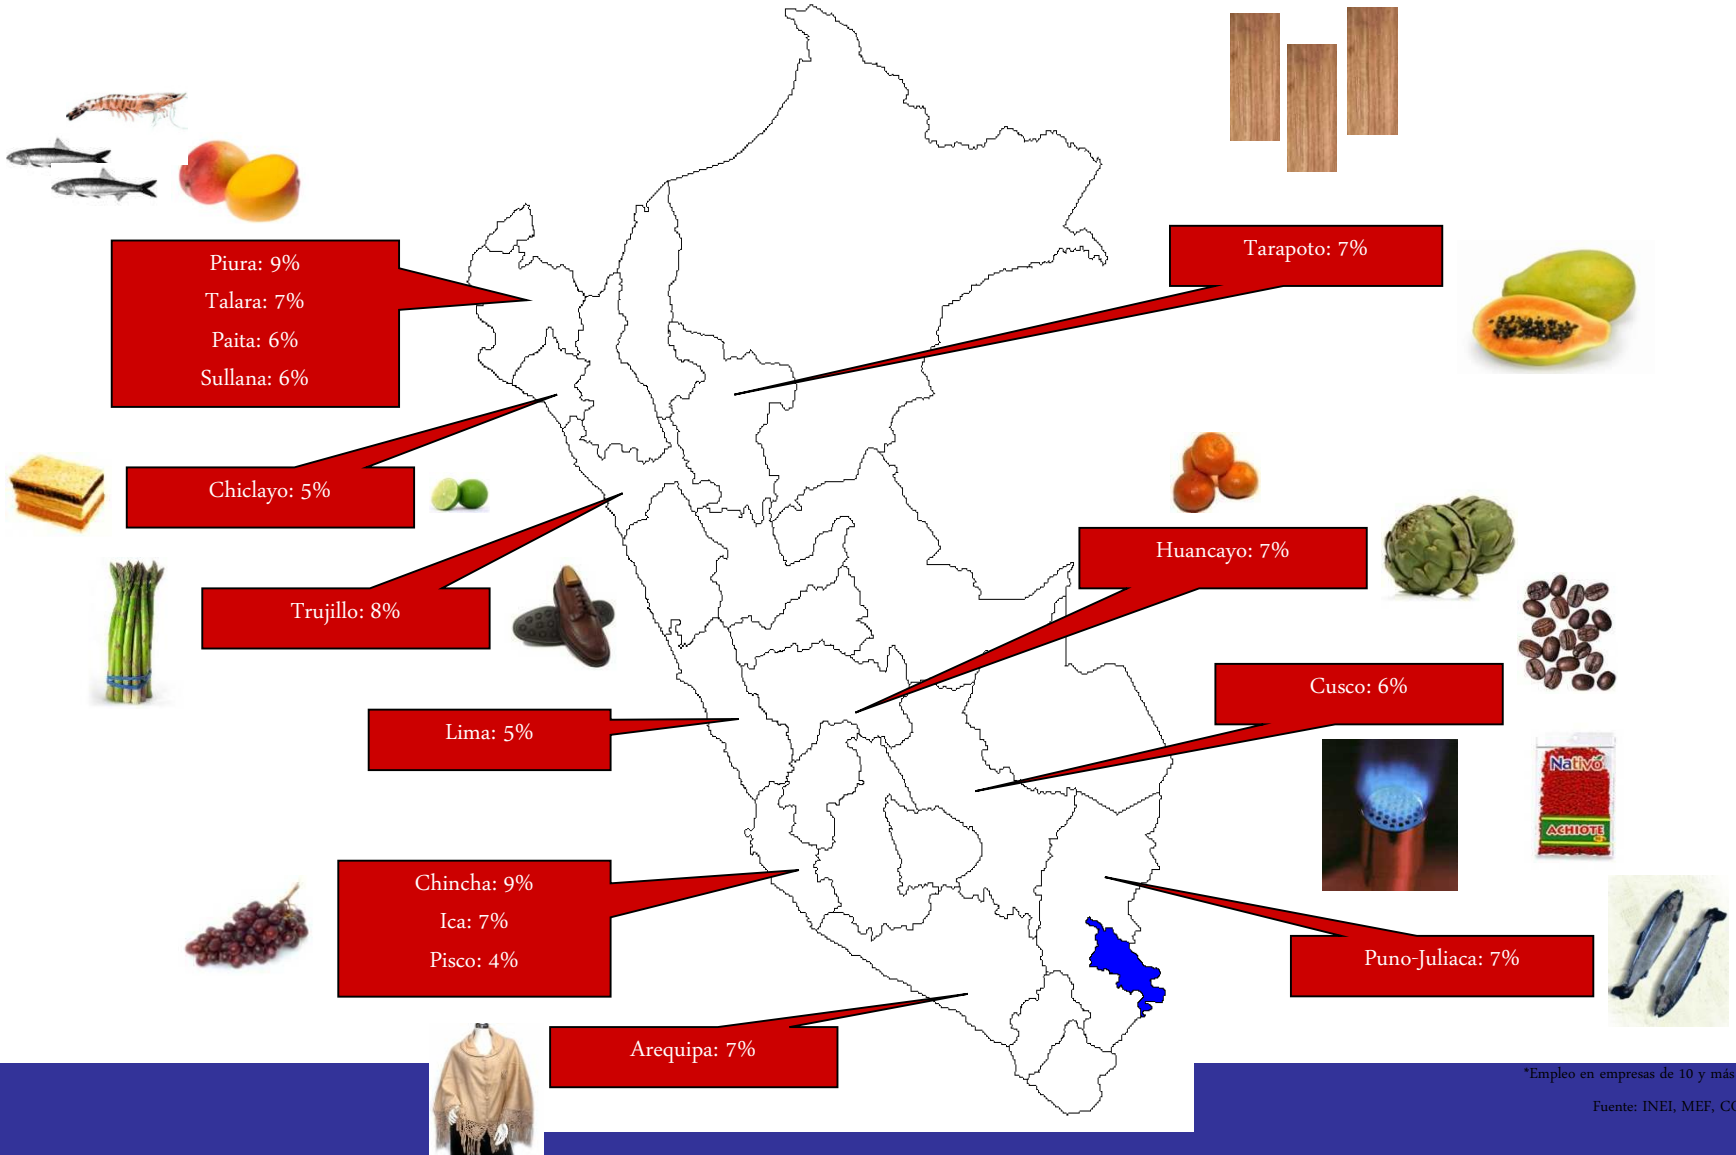 Piura: 9%
Talara: 7%
Paita: 6%
Sullana: 6%
Tarapoto: 7%
Chiclayo: 5%
Huancayo: 7%
Trujillo: 8%
Cusco: 6%
Lima: 5%
Nativo
ACHIOTE
Chincha: 9%
Ica: 7%
Pisco: 4%
Puno-Juliaca: 7%
Arequipa: 7%
*Empleo en empresas de 10 y más
Fuente: INEI, MEF,